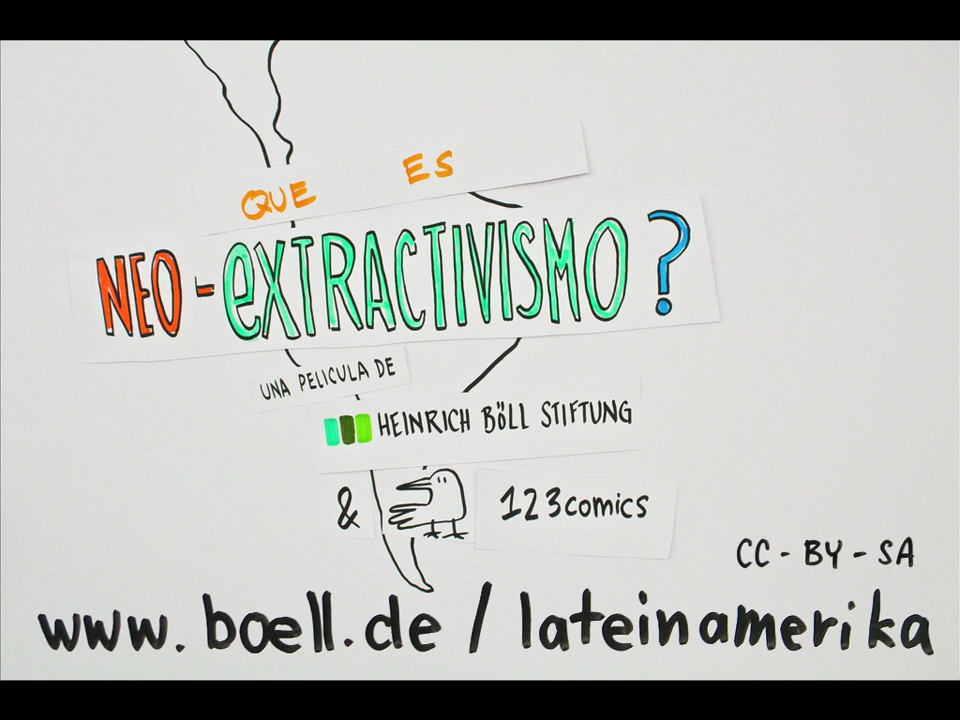 QUE ES
NEO-eXTRACTIVISMO?
UNA PELICULA DE
HEINRICH BÖLL STIFTUNG
& 123comics
CC-BY-SA
www.boell.de/lateinamerika